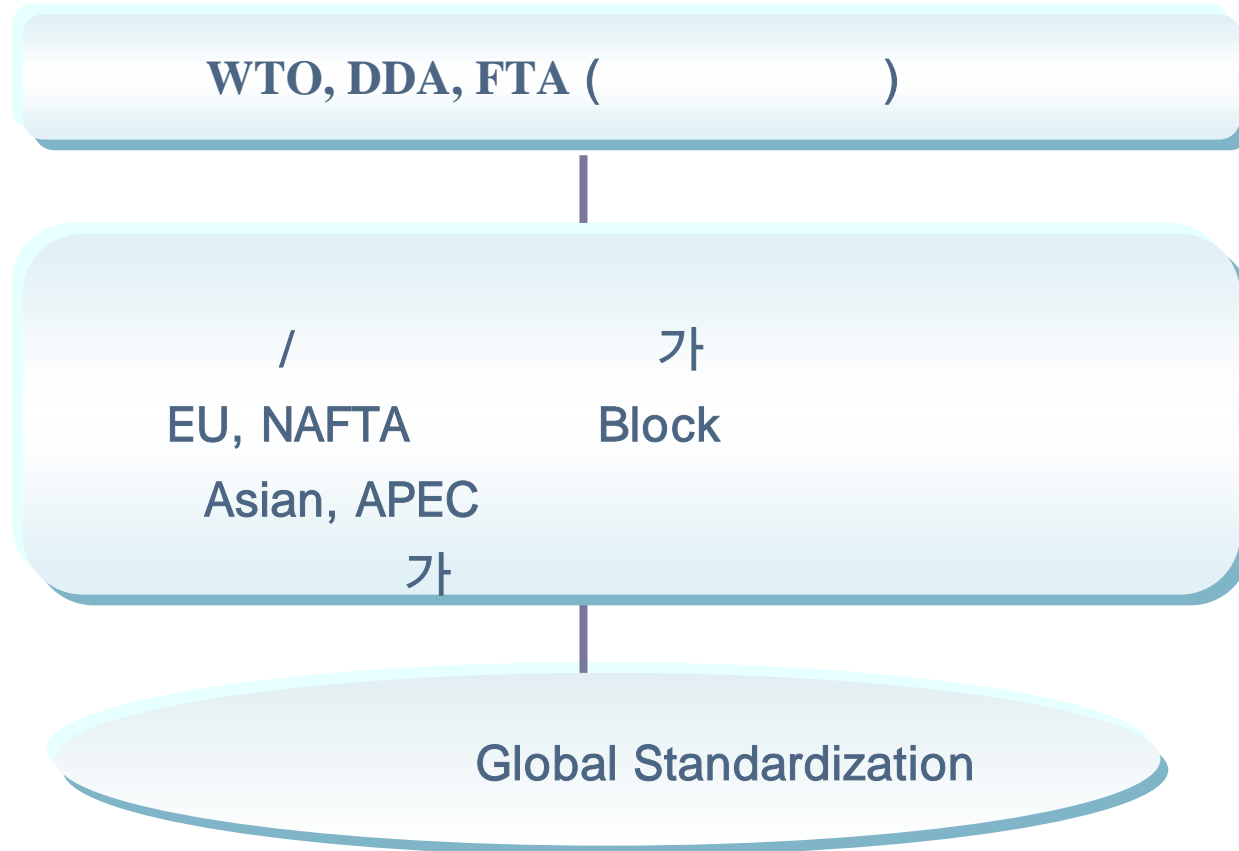 WTO, DDA, FTA ( )
/ 가
EU, NAFTA Block
Asian, APEC
가
Global Standardization